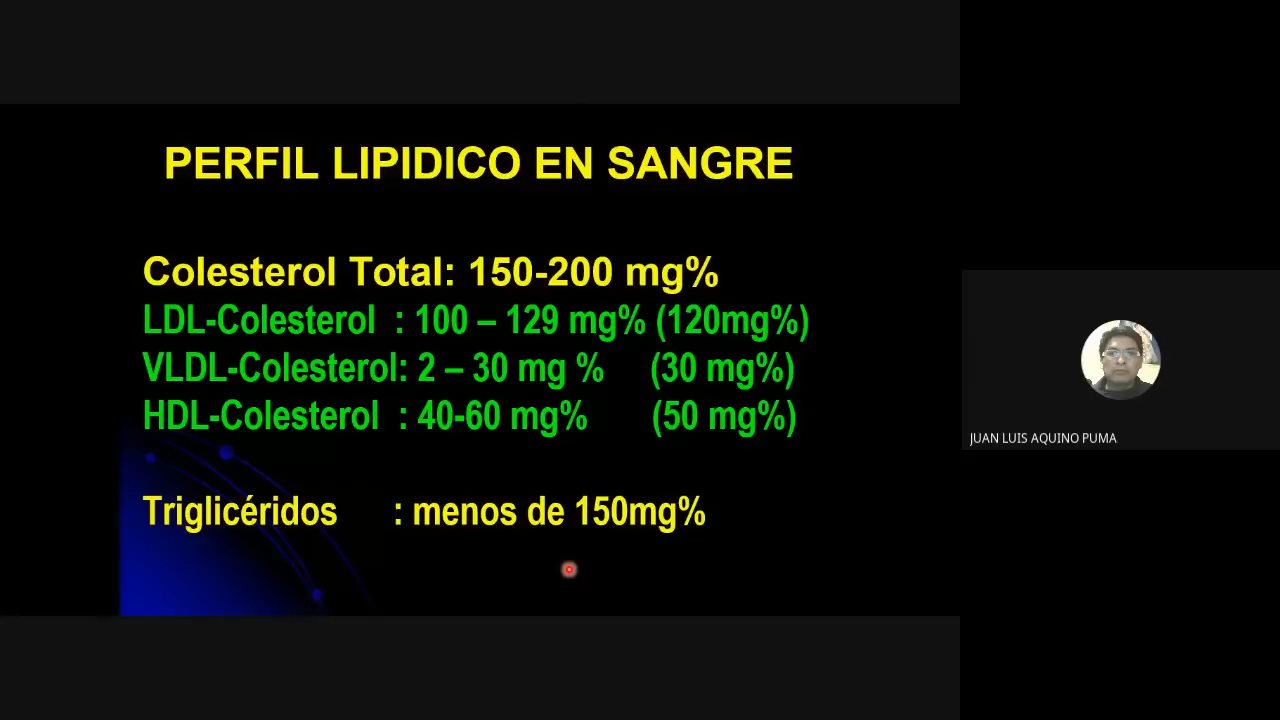 PERFIL LIPIDICO EN SANGRE
Colesterol Total: 150-200 mg%
LDL-Colesterol : 100 – 129 mg% (120mg%)
VLDL-Colesterol: 2 – 30 mg % (30 mg%)
HDL-Colesterol : 40-60 mg% (50 mg%)
Triglicéridos : menos de 150mg%
JUAN LUIS AQUINO PUMA